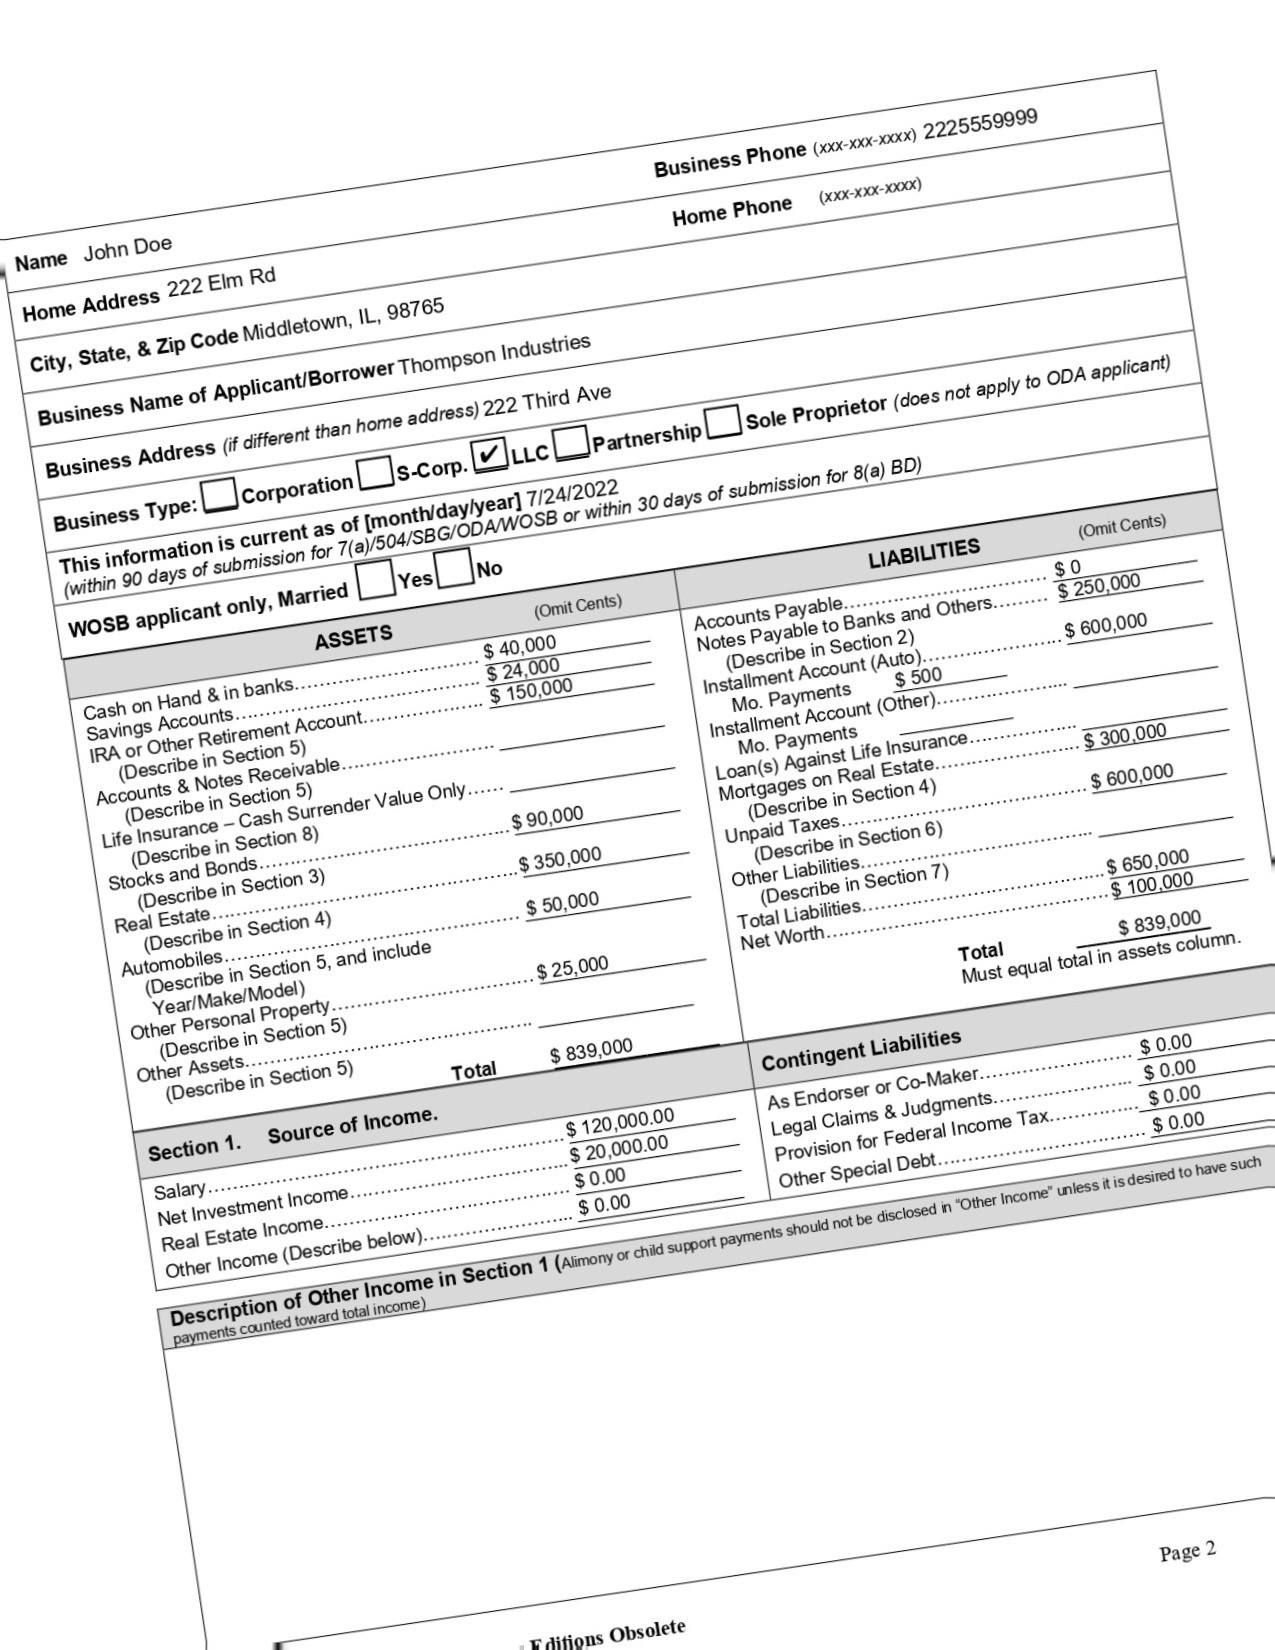 Business Phone (xxx-xxx-xxxx) 2225559999
Name John Doe
Home Phone (xxx-xxx-xxxx)
Home Address 222 Elm Rd
City, State, & Zip Code Middletown, IL, 98765
Business Name of Applicant/Borrower Thompson Industries
Business Address (if different than home address) 222 Third Ave
Business Type: Corporation S-Corp. ✔ LLC Partnership Sole Proprietor (does not apply to ODA applicant)
This information is current as of [month/day/year] 7/24/2022
(within 90 days of submission for 7(a)/504/SBG/ODA/WOSB or within 30 days of submission for 8(a) BD)
WOSB applicant only, Married Yes No
ASSETS (Omit Cents)
Cash on Hand & in banks............................... $ 40,000
Savings Accounts......................................... $ 24,000
IRA or Other Retirement Account.................... $ 150,000
(Describe in Section 5)
Accounts & Notes Receivable..........................
(Describe in Section 5)
Life Insurance – Cash Surrender Value Only......
(Describe in Section 8)
Stocks and Bonds.......................................... $ 90,000
(Describe in Section 3)
Real Estate.................................................... $ 350,000
(Describe in Section 4)
Automobiles.................................................. $ 50,000
(Describe in Section 5, and include
Year/Make/Model)
Other Personal Property.................................. $ 25,000
(Describe in Section 5)
Other Assets..................................................
(Describe in Section 5)
Total $ 839,000
LIABILITIES (Omit Cents)
Accounts Payable................................... $ 0
Notes Payable to Banks and Others......... $ 250,000
(Describe in Section 2)
Installment Account (Auto)....................... $ 600,000
Mo. Payments $ 500
Installment Account (Other)......................
Mo. Payments
Loan(s) Against Life Insurance..................
Mortgages on Real Estate........................ $ 300,000
(Describe in Section 4)
Unpaid Taxes......................................... $ 600,000
(Describe in Section 6)
Other Liabilities.......................................
(Describe in Section 7)
Total Liabilities......................................... $ 650,000
Net Worth............................................... $ 100,000
Total $ 839,000
Must equal total in assets column.
Section 1. Source of Income.
Salary............................................................ $ 120,000.00
Net Investment Income.................................... $ 20,000.00
Real Estate Income......................................... $ 0.00
Other Income (Describe below)......................... $ 0.00
Contingent Liabilities
As Endorser or Co-Maker.......................... $ 0.00
Legal Claims & Judgments........................ $ 0.00
Provision for Federal Income Tax............... $ 0.00
Other Special Debt................................... $ 0.00
Description of Other Income in Section 1 (Alimony or child support payments should not be disclosed in “Other Income” unless it is desired to have such
payments counted toward total income)
Page 2
Editions Obsolete